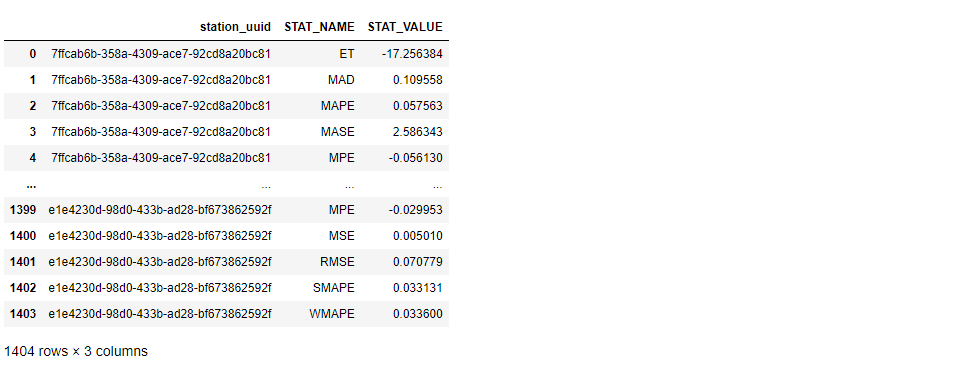 station_uuid STAT_NAME STAT_VALUE
0 7ffcab6b-358a-4309-ace7-92cd8a20bc81 ET -17.256384
1 7ffcab6b-358a-4309-ace7-92cd8a20bc81 MAD 0.109558
2 7ffcab6b-358a-4309-ace7-92cd8a20bc81 MAPE 0.057563
3 7ffcab6b-358a-4309-ace7-92cd8a20bc81 MASE 2.586343
4 7ffcab6b-358a-4309-ace7-92cd8a20bc81 MPE -0.056130
... ... ... ...
1399 e1e4230d-98d0-433b-ad28-bf673862592f MPE -0.029953
1400 e1e4230d-98d0-433b-ad28-bf673862592f MSE 0.005010
1401 e1e4230d-98d0-433b-ad28-bf673862592f RMSE 0.070779
1402 e1e4230d-98d0-433b-ad28-bf673862592f SMAPE 0.033131
1403 e1e4230d-98d0-433b-ad28-bf673862592f WMAPE 0.033600
1404 rows × 3 columns